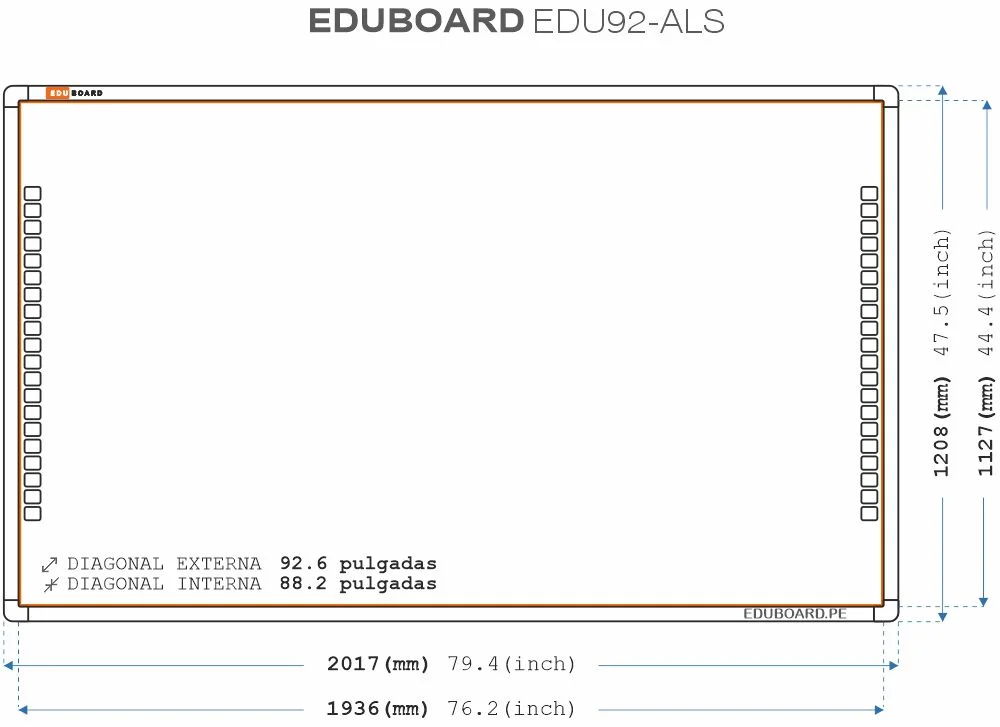 EDUBOARD EDU92-ALS
EDUBOARD
47.5(inch)
1208(mm)
44.4(inch)
1127(mm)
DIAGONAL EXTERNA 92.6 pulgadas
DIAGONAL INTERNA 88.2 pulgadas
EDUBOARD.PE
2017(mm) 79.4(inch)
1936(mm) 76.2(inch)